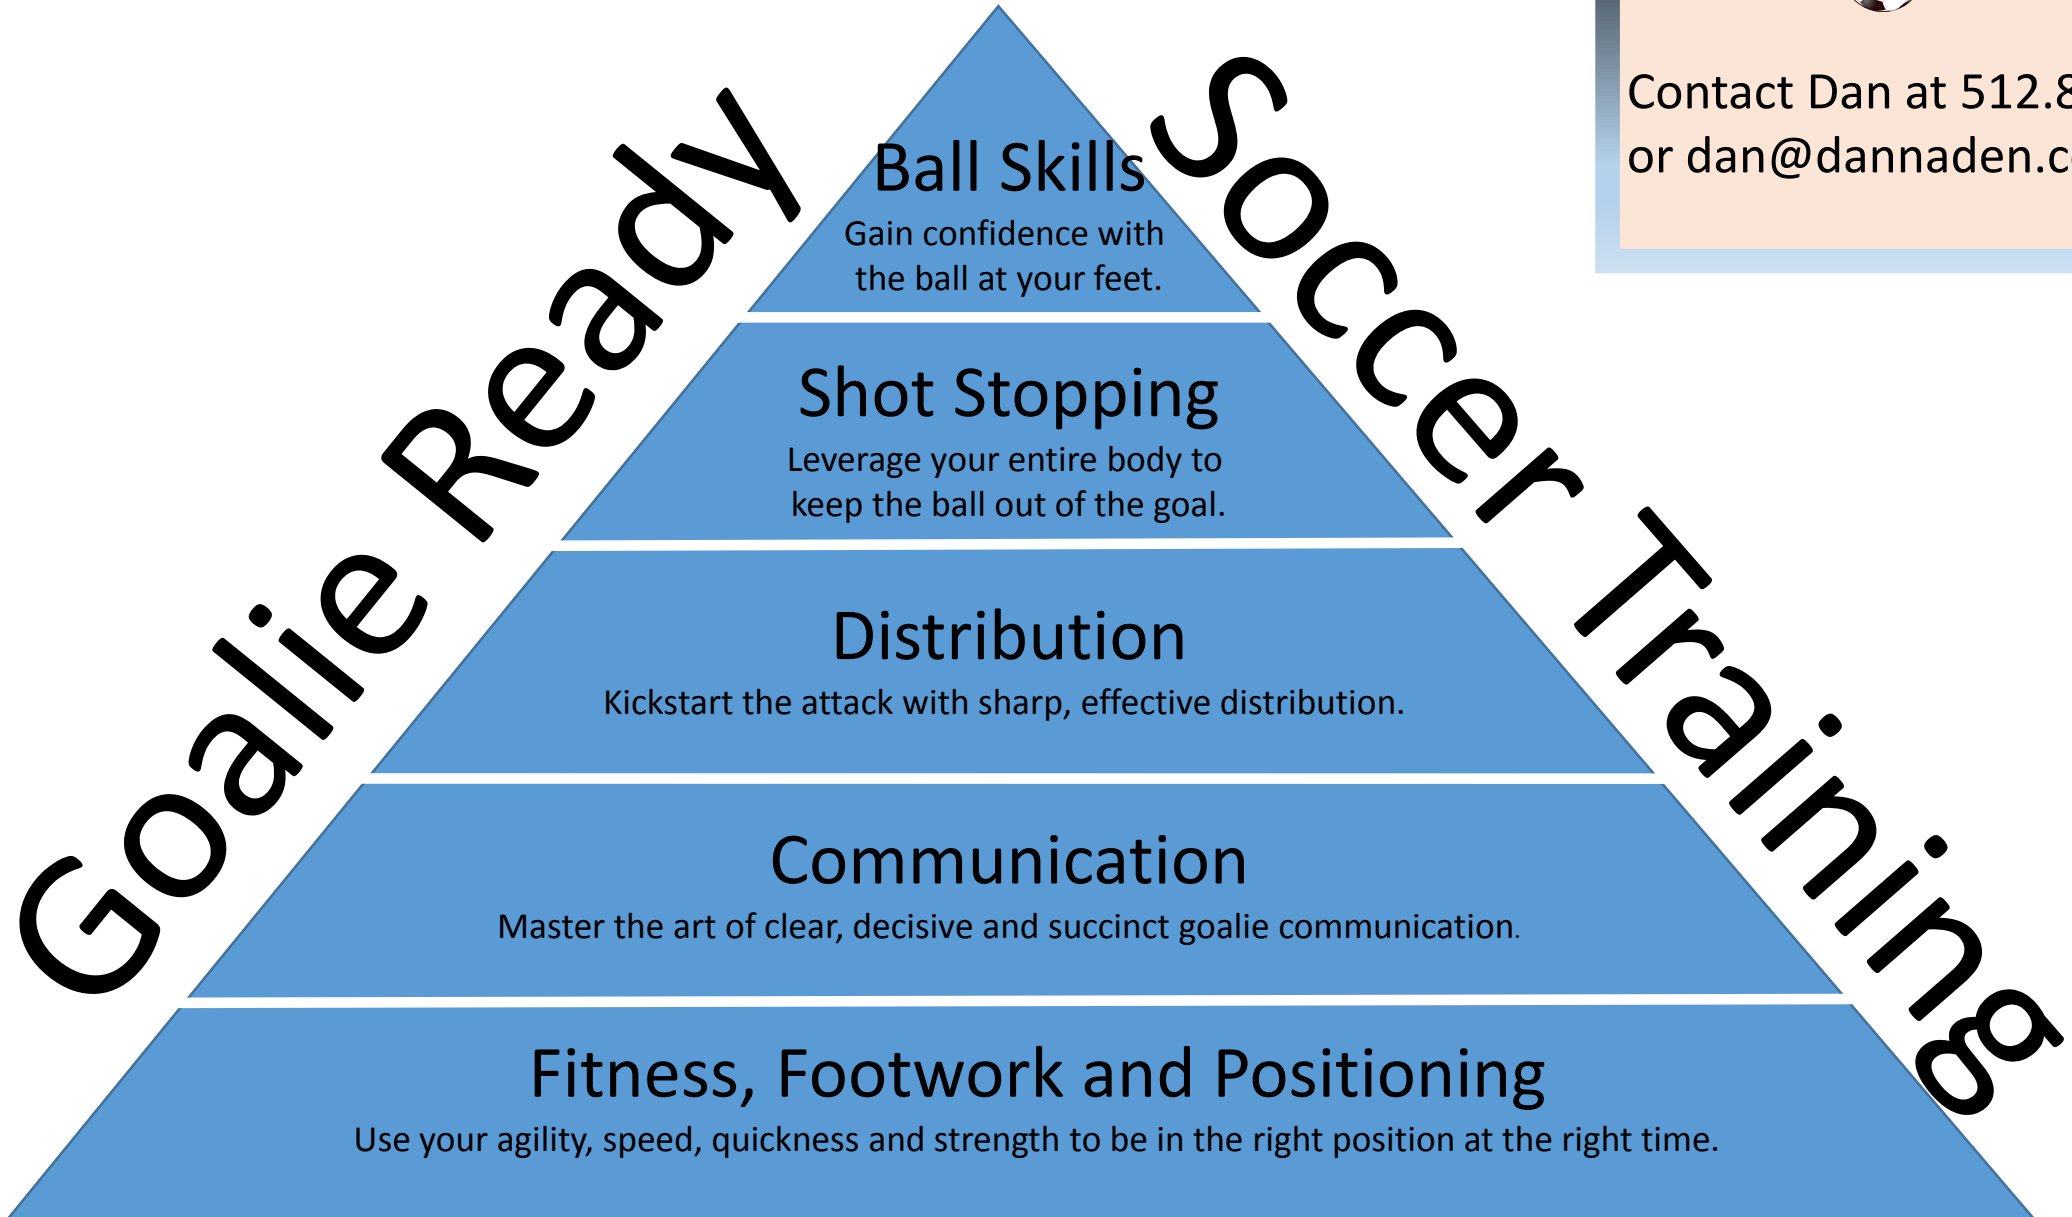 Goalie Ready
Soccer Training
Contact Dan at 512.8
or dan@dannaden.c
Ball Skills
Gain confidence with
the ball at your feet.
Shot Stopping
Leverage your entire body to
keep the ball out of the goal.
Distribution
Kickstart the attack with sharp, effective distribution.
Communication
Master the art of clear, decisive and succinct goalie communication.
Fitness, Footwork and Positioning
Use your agility, speed, quickness and strength to be in the right position at the right time.